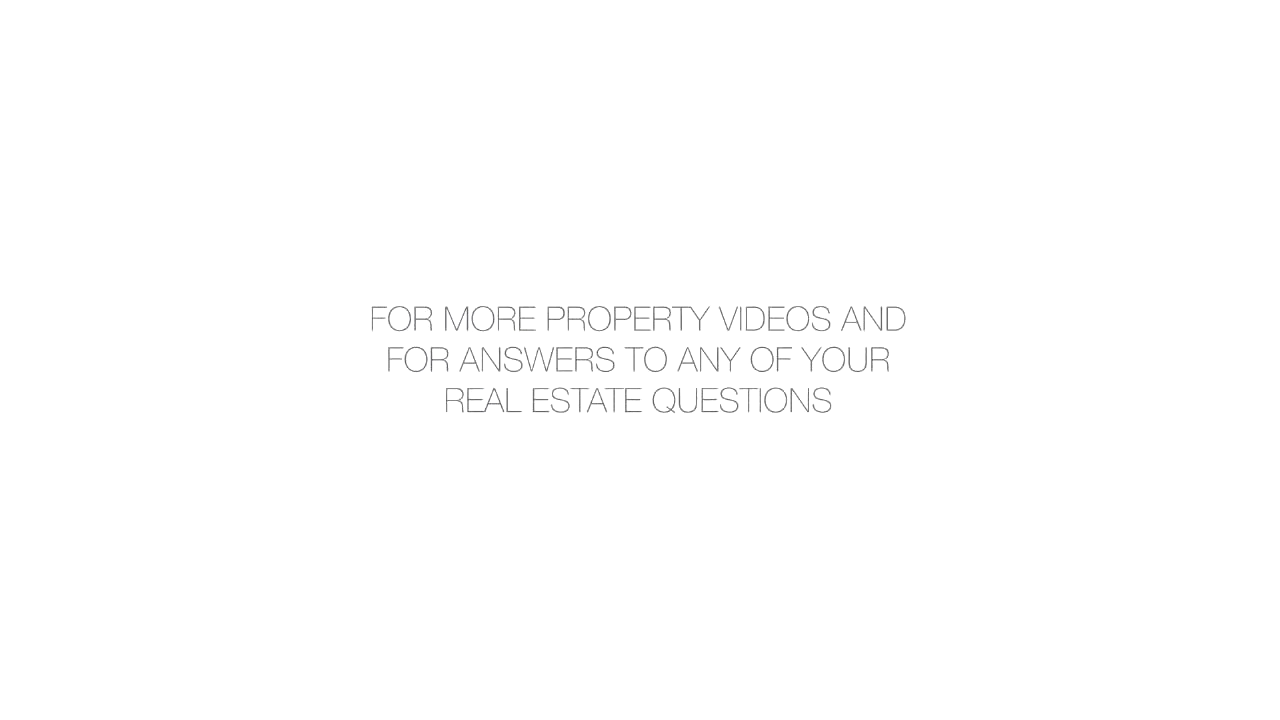 FOR MORE PROPERTY VIDEOS AND
FOR ANSWERS TO ANY OF YOUR
REAL ESTATE QUESTIONS